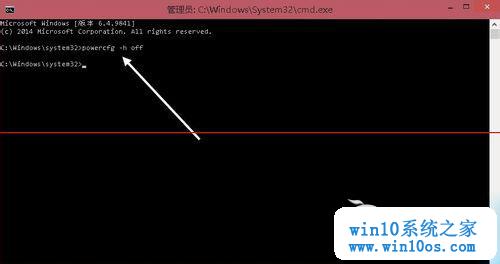 管理员: C:\Windows\System32\cmd.exe
Microsoft Windows [版本 6.4.9841]
(c) 2014 Microsoft Corporation. All rights reserved.
C:\Windows\system32>powercfg -h off
C:\Windows\system32>_
win10系统之家
www.win10os.com